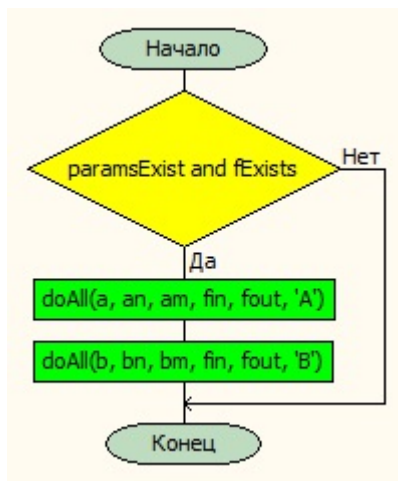 Начало
paramsExist and fExists
Нет
Да
doAll(a, an, am, fin, fout, 'A')
doAll(b, bn, bm, fin, fout, 'B')
Конец